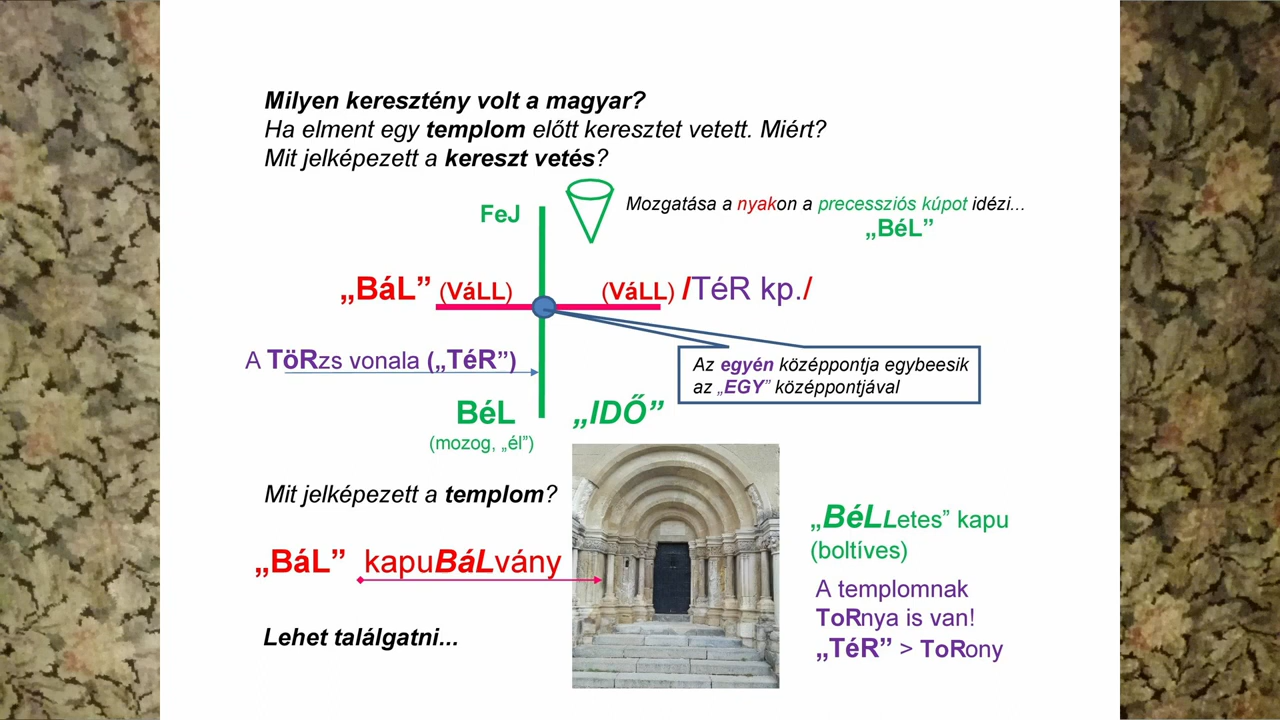 Milyen keresztény volt a magyar?
Ha elment egy templom előtt keresztet vetett. Miért?
Mit jelképezett a kereszt vetés?
FeJ
Mozgatása a nyakon a precessziós kúpot idézi...
„BéL”
„BáL” (VáLL)
(VáLL) /TéR kp./
A TöRzs vonala („TéR”)
Az egyén középpontja egybeesik
az „EGY” középpontjával
BéL
„IDŐ”
(mozog, „él”)
Mit jelképezett a templom?
„BáL” kapuBáLvány
„BéLLetes” kapu
(boltíves)
A templomnak
ToRnya is van!
„TéR” > ToRony
Lehet találgatni...